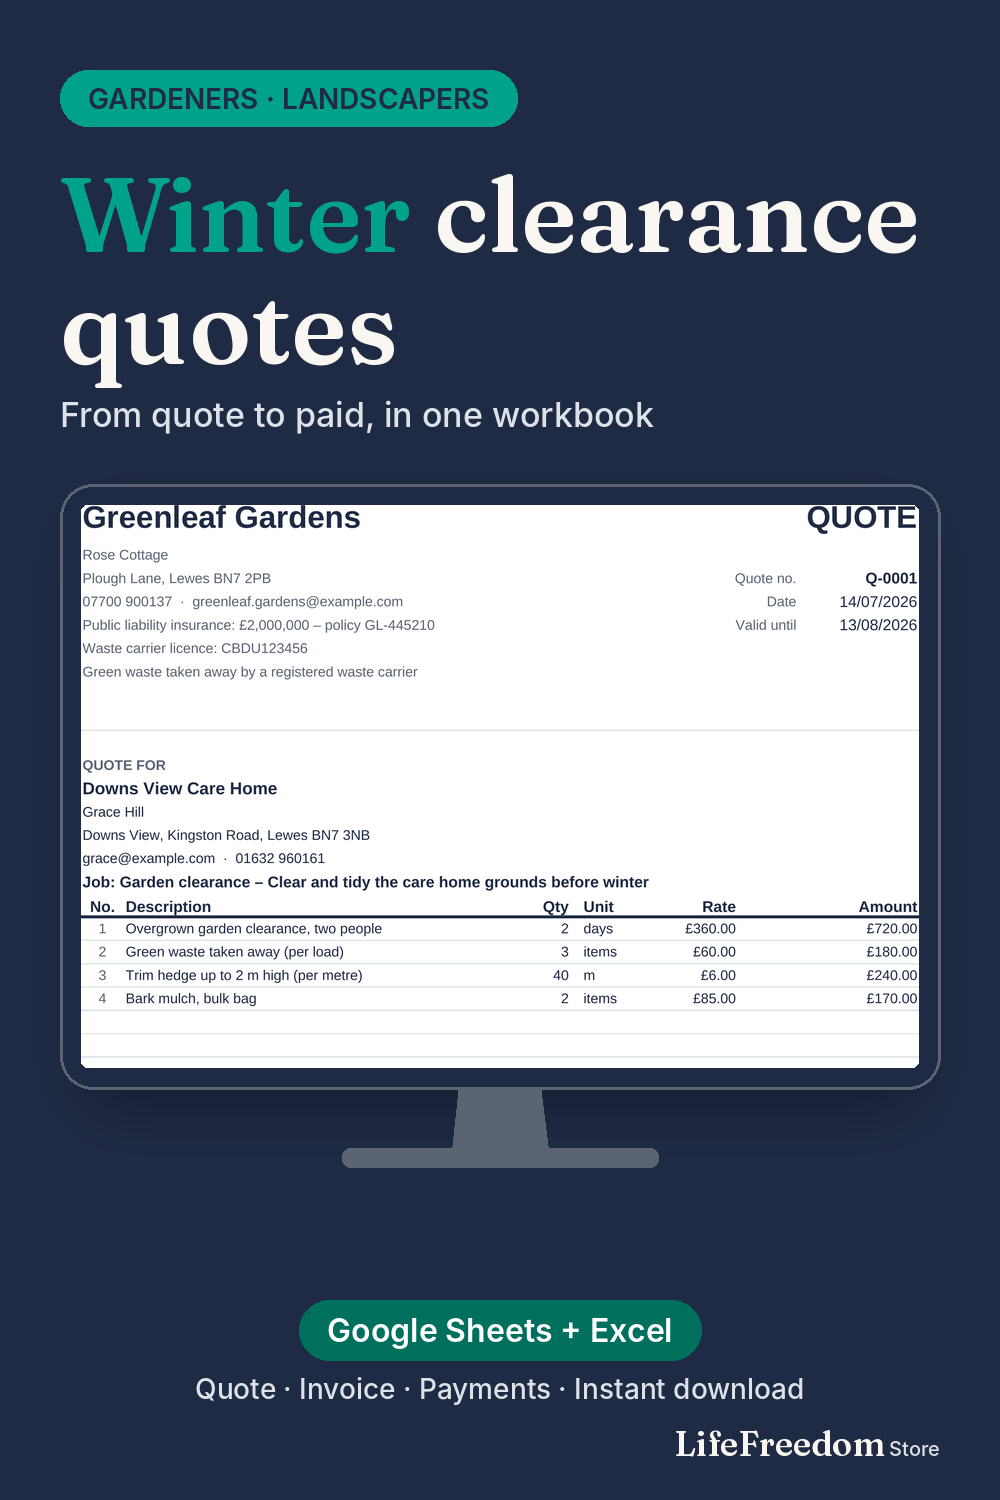 GARDENERS · LANDSCAPERS
Winter clearance
quotes
From quote to paid, in one workbook
Greenleaf Gardens QUOTE
Rose Cottage
Plough Lane, Lewes BN7 2PB Quote no. Q-0001
07700 900137 · greenleaf.gardens@example.com Date 14/07/2026
Public liability insurance: £2,000,000 – policy GL-445210 Valid until 13/08/2026
Waste carrier licence: CBDU123456
Green waste taken away by a registered waste carrier
QUOTE FOR
Downs View Care Home
Grace Hill
Downs View, Kingston Road, Lewes BN7 3NB
grace@example.com · 01632 960161
Job: Garden clearance – Clear and tidy the care home grounds before winter
No. Description Qty Unit Rate Amount
1 Overgrown garden clearance, two people 2 days £360.00 £720.00
2 Green waste taken away (per load) 3 items £60.00 £180.00
3 Trim hedge up to 2 m high (per metre) 40 m £6.00 £240.00
4 Bark mulch, bulk bag 2 items £85.00 £170.00
Google Sheets + Excel
Quote · Invoice · Payments · Instant download
LifeFreedom Store